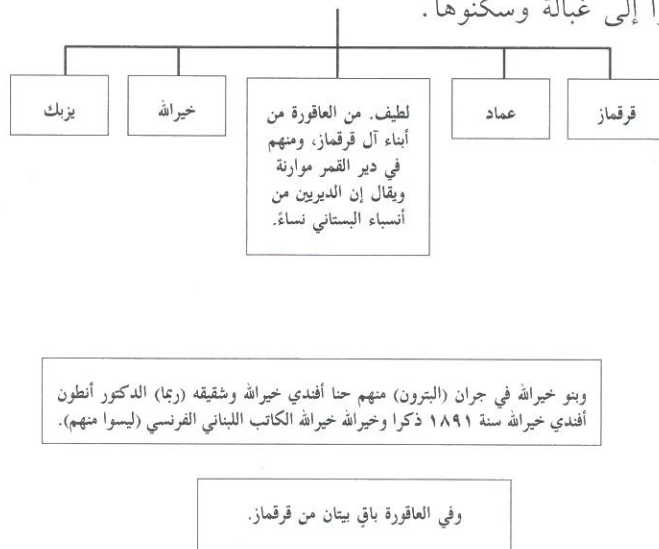 ا إلى غبالة وسكنوها.
قرقماز
عماد
لطيف. من العاقورة من
أبناء آل قرقماز، ومنهم
في دير القمر موارنة
ويقال إن الديريين من
أنسباء البستاني نساءً.
خيرالله
يزبك
وبنو خيرالله في جران (البترون) منهم حنا أفندي خيرالله وشقيقه (ربما) الدكتور أنطون
أفندي خيرالله سنة ١٨٩١ ذكرا وخيرالله خيرالله الكاتب اللبناني الفرنسي (ليسوا منهم).
وفي العاقورة باقٍ بيتان من قرقماز.